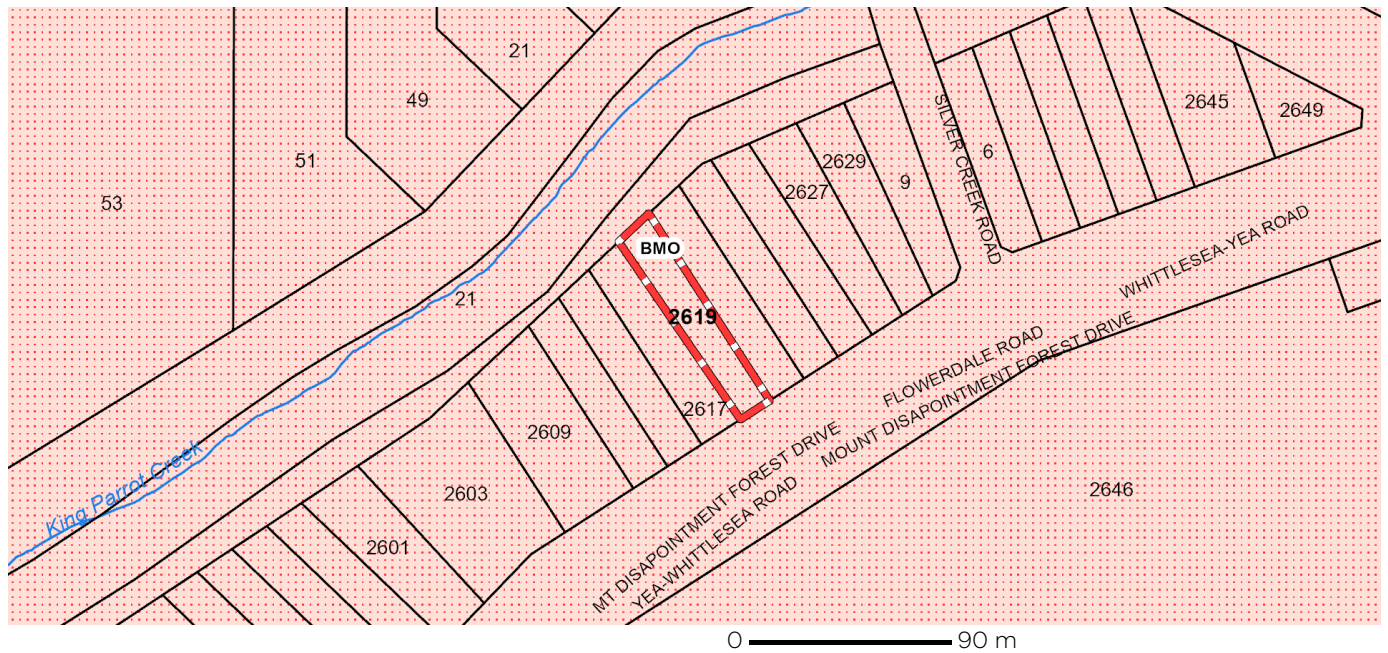 21
49
51
53
2645
2649
SILVER CREEK ROAD
6
2629
2627
9
BMO
WHITTLESEA-YEA ROAD
21
2619
FLOWERDALE ROAD
MOUNT DISAPOINTMENT FOREST DRIVE
2617
2609
MT DISAPOINTMENT FOREST DRIVE
YEA-WHITTLESEA ROAD
King Parrot Creek
2603
2646
2601
0 90 m